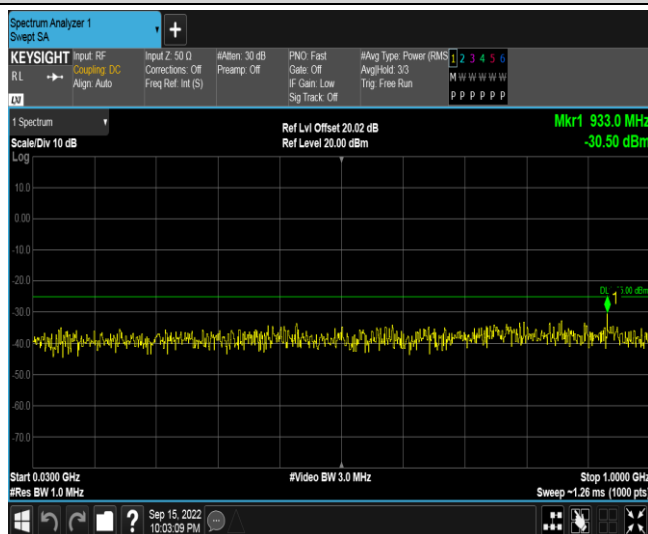 Spectrum Analyzer 1
Swept SA
+
KEYSIGHT
RL
LXI
Input: RF
Coupling: DC
Align: Auto
Input Z: 50 Ω
Corrections: Off
Freq Ref: Int (S)
#Atten: 30 dB
Preamp: Off
PNO: Fast
Gate: Off
IF Gain: Low
Sig Track: Off
#Avg Type: Power (RMS
Avg|Hold: 3/3
Trig: Free Run
1 2 3 4 5 6
M W W W W W
P P P P P P
1 Spectrum
Scale/Div 10 dB
Log
Ref Lvl Offset 20.02 dB
Ref Level 20.00 dBm
Mkr1 933.0 MHz
-30.50 dBm
10.0
0.00
-10.0
-20.0
-30.0
-40.0
-50.0
-60.0
-70.0
1
Start 0.0300 GHz
#Res BW 1.0 MHz
#Video BW 3.0 MHz
Stop 1.0000 GHz
Sweep ~1.26 ms (1000 pts)
?
Sep 15, 2022
10:03:09 PM